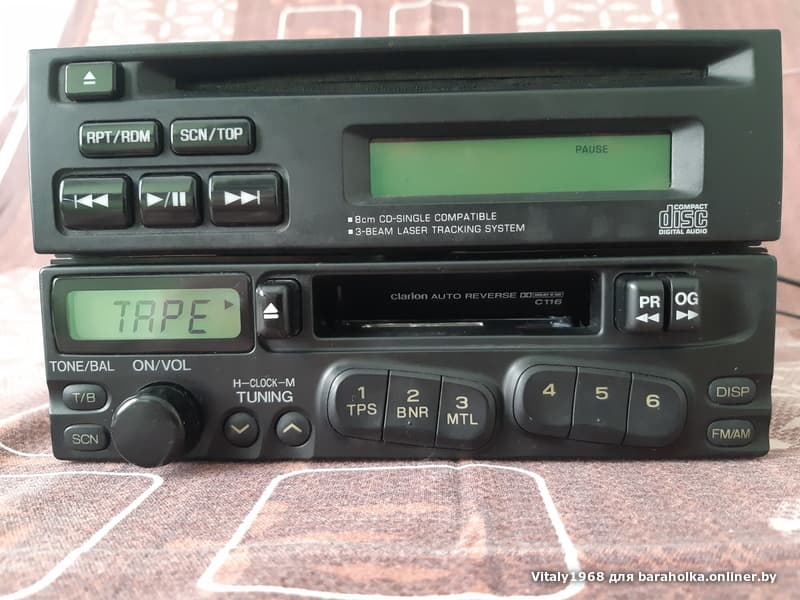 RPT/RDM SCN/TOP
PAUSE
8cm CD-SINGLE COMPATIBLE
3-BEAM LASER TRACKING SYSTEM
COMPACT
disc
DIGITAL AUDIO
TAPE
clarion AUTO REVERSE
C116
PR
OG
TONE/BAL ON/VOL
T/B
SCN
H-CLOCK-M
TUNING
1
TPS
2
BNR
3
MTL
4
5
6
DISP
FM/AM
Vitaly1968 для baraholka.onliner.by